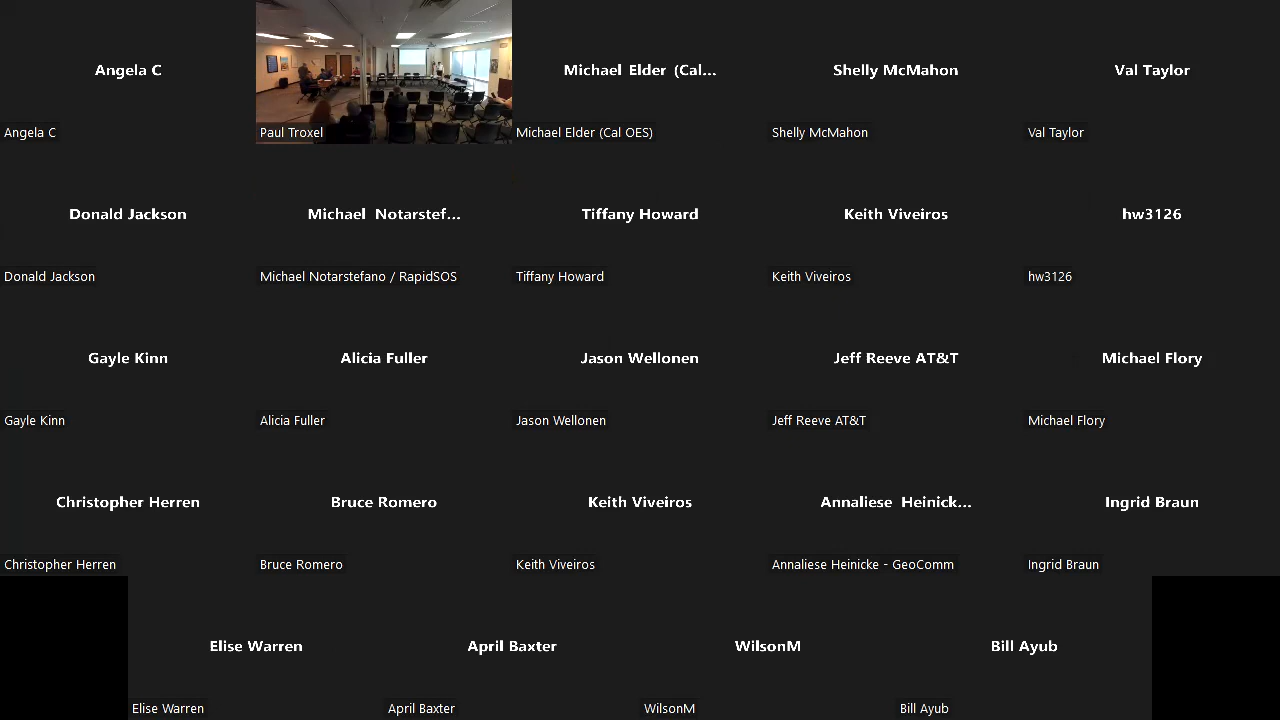 Angela C
Michael Elder (Cal...
Shelly McMahon
Val Taylor
Angela C
Paul Troxel
Michael Elder (Cal OES)
Shelly McMahon
Val Taylor
Donald Jackson
Michael Notarstef...
Tiffany Howard
Keith Viveiros
hw3126
Donald Jackson
Michael Notarstefano / RapidSOS
Tiffany Howard
Keith Viveiros
hw3126
Gayle Kinn
Alicia Fuller
Jason Wellonen
Jeff Reeve AT&T
Michael Flory
Gayle Kinn
Alicia Fuller
Jason Wellonen
Jeff Reeve AT&T
Michael Flory
Christopher Herren
Bruce Romero
Keith Viveiros
Annaliese Heinick...
Ingrid Braun
Christopher Herren
Bruce Romero
Keith Viveiros
Annaliese Heinicke - GeoComm
Ingrid Braun
Elise Warren
April Baxter
WilsonM
Bill Ayub
Elise Warren
April Baxter
WilsonM
Bill Ayub